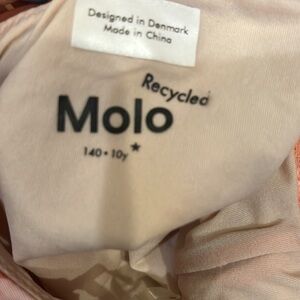 Designed in Denmark
Made in China
Recycled
Molo
140 • 10y *